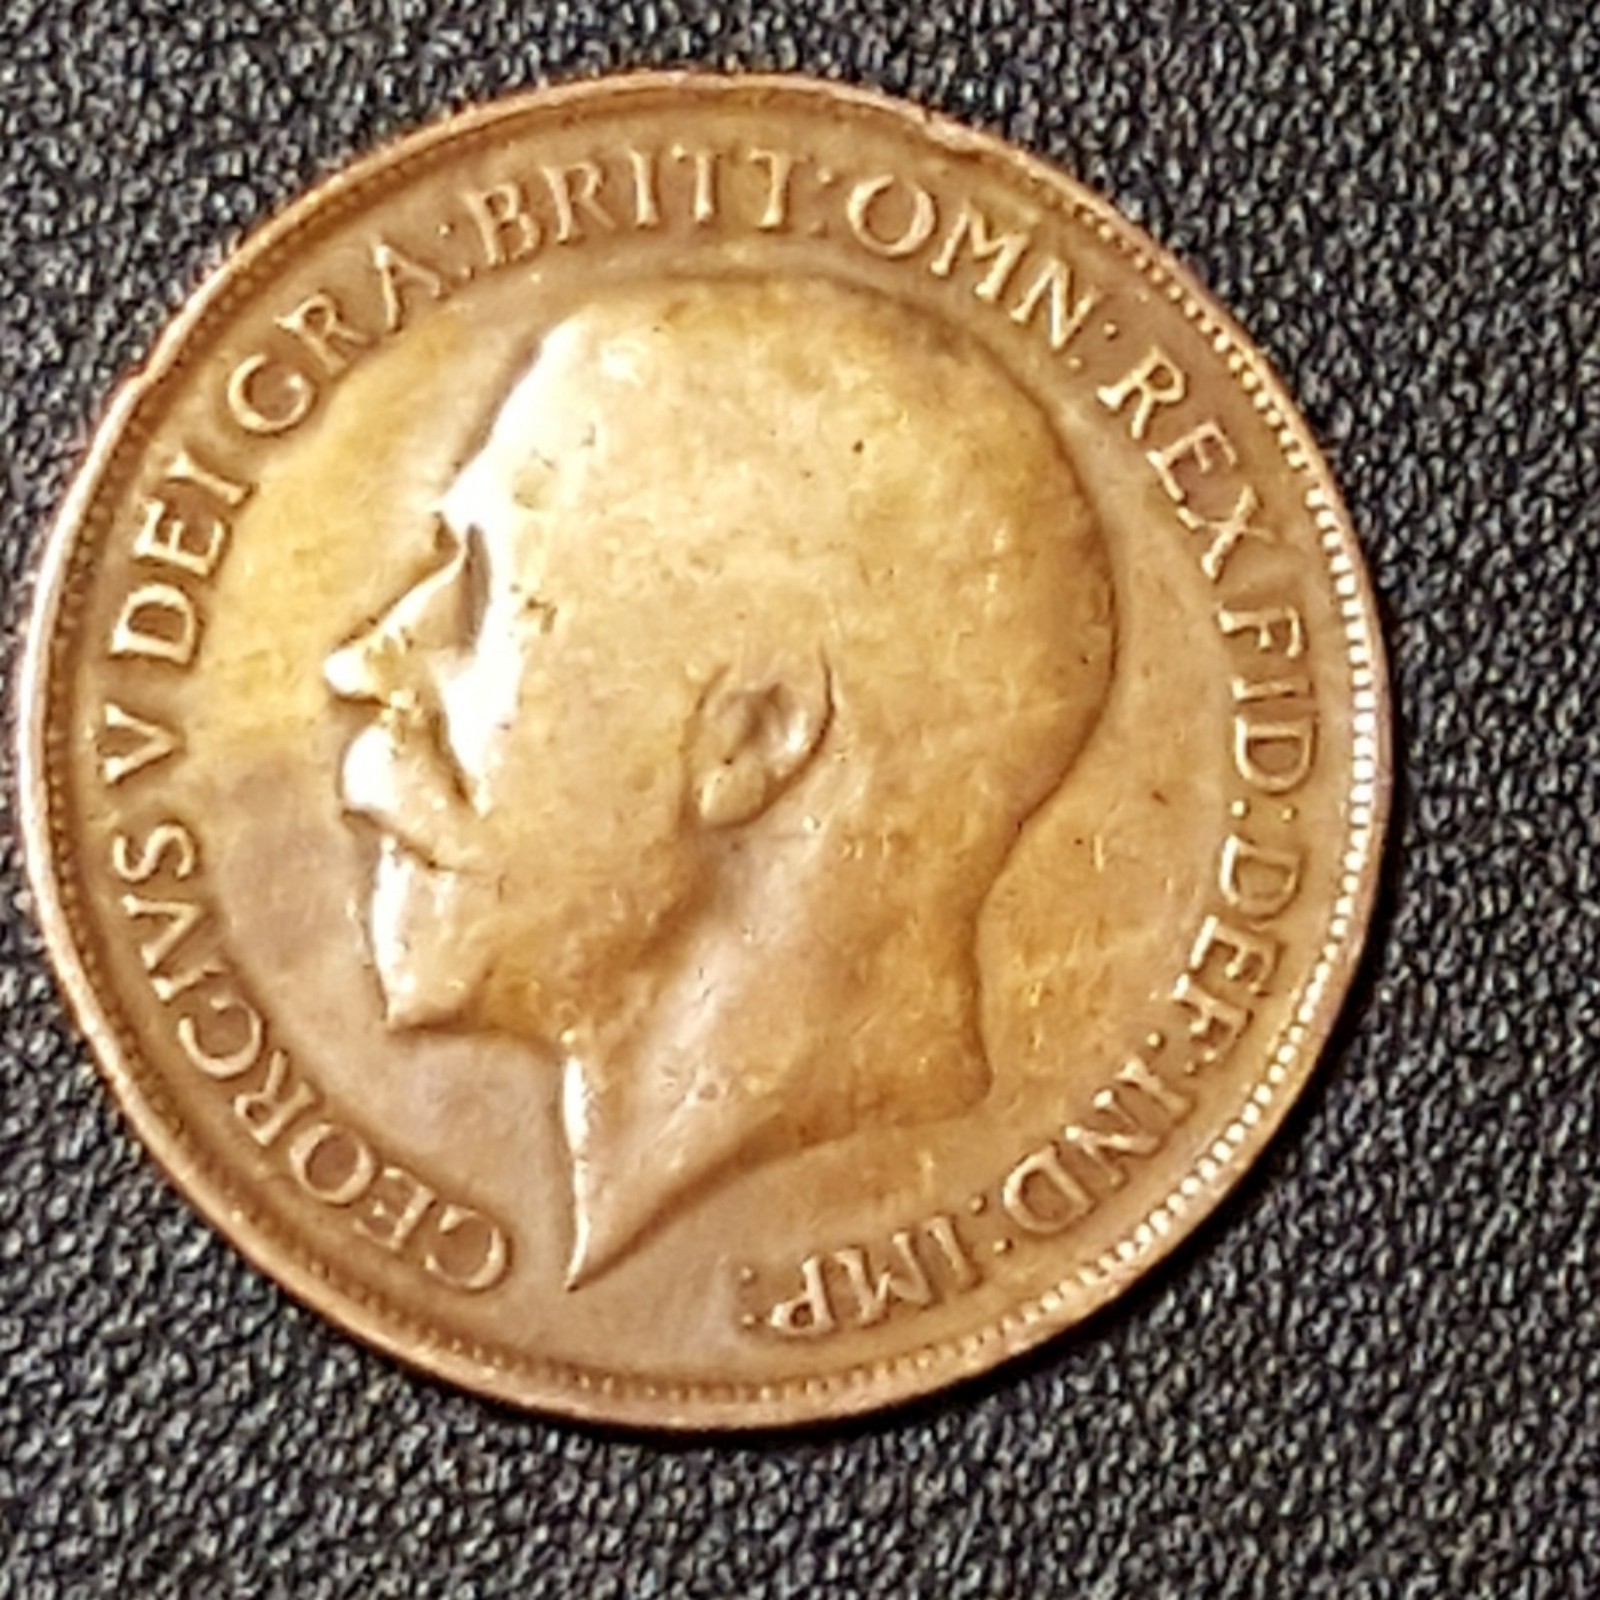 GEORGIVS V DEI GRA: BRITT: OMN: REX FID: DEF: IND: IMP: